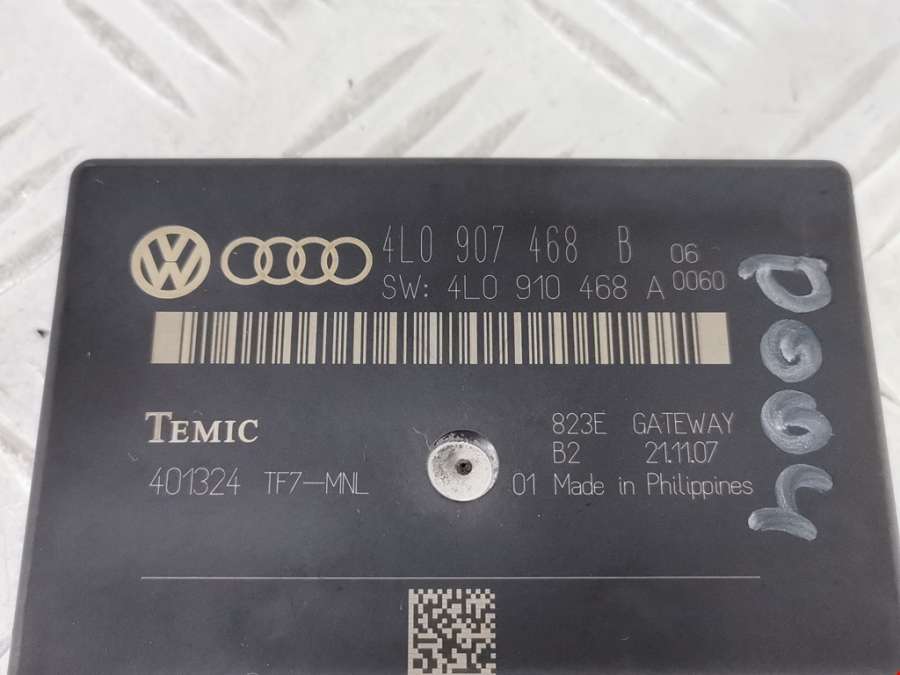 4L0 907 468 B 06
SW: 4L0 910 468 A 0060
TEMIC
823E GATEWAY
B2 21.11.07
401324 TF7-MNL
01 Made in Philippines